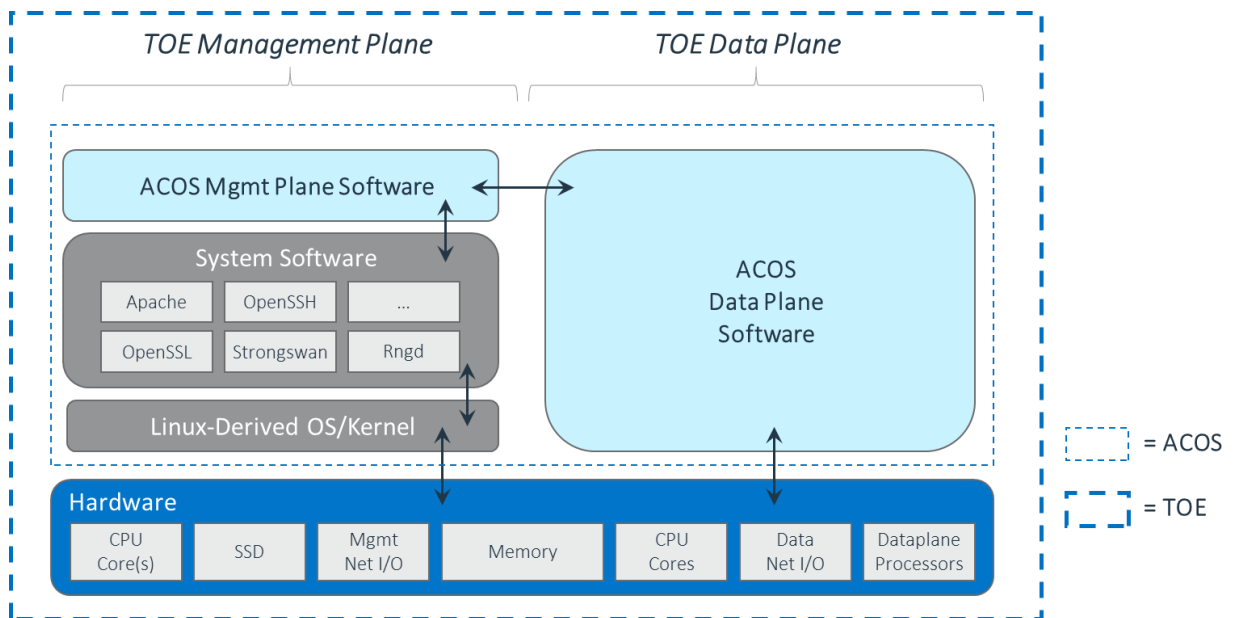 TOE Management Plane
TOE Data Plane
ACOS Mgmt Plane Software
System Software
Apache
OpenSSH
...
OpenSSL
Strongswan
Rngd
Linux-Derived OS/Kernel
ACOS
Data Plane
Software
Hardware
CPU
Core(s)
SSD
Mgmt
Net I/O
Memory
CPU
Cores
Data
Net I/O
Dataplane
Processors
= ACOS
= TOE